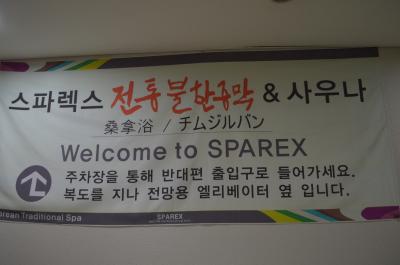 스파렉스 전통불한증막 & 사우나
桑拿浴 / チムジルバン
Welcome to SPAREX
주차장을 통해 반대편 출입구로 들어가세요.
복도를 지나 전망용 엘리베이터 옆 입니다.
orean Traditional Spa
SPAREX